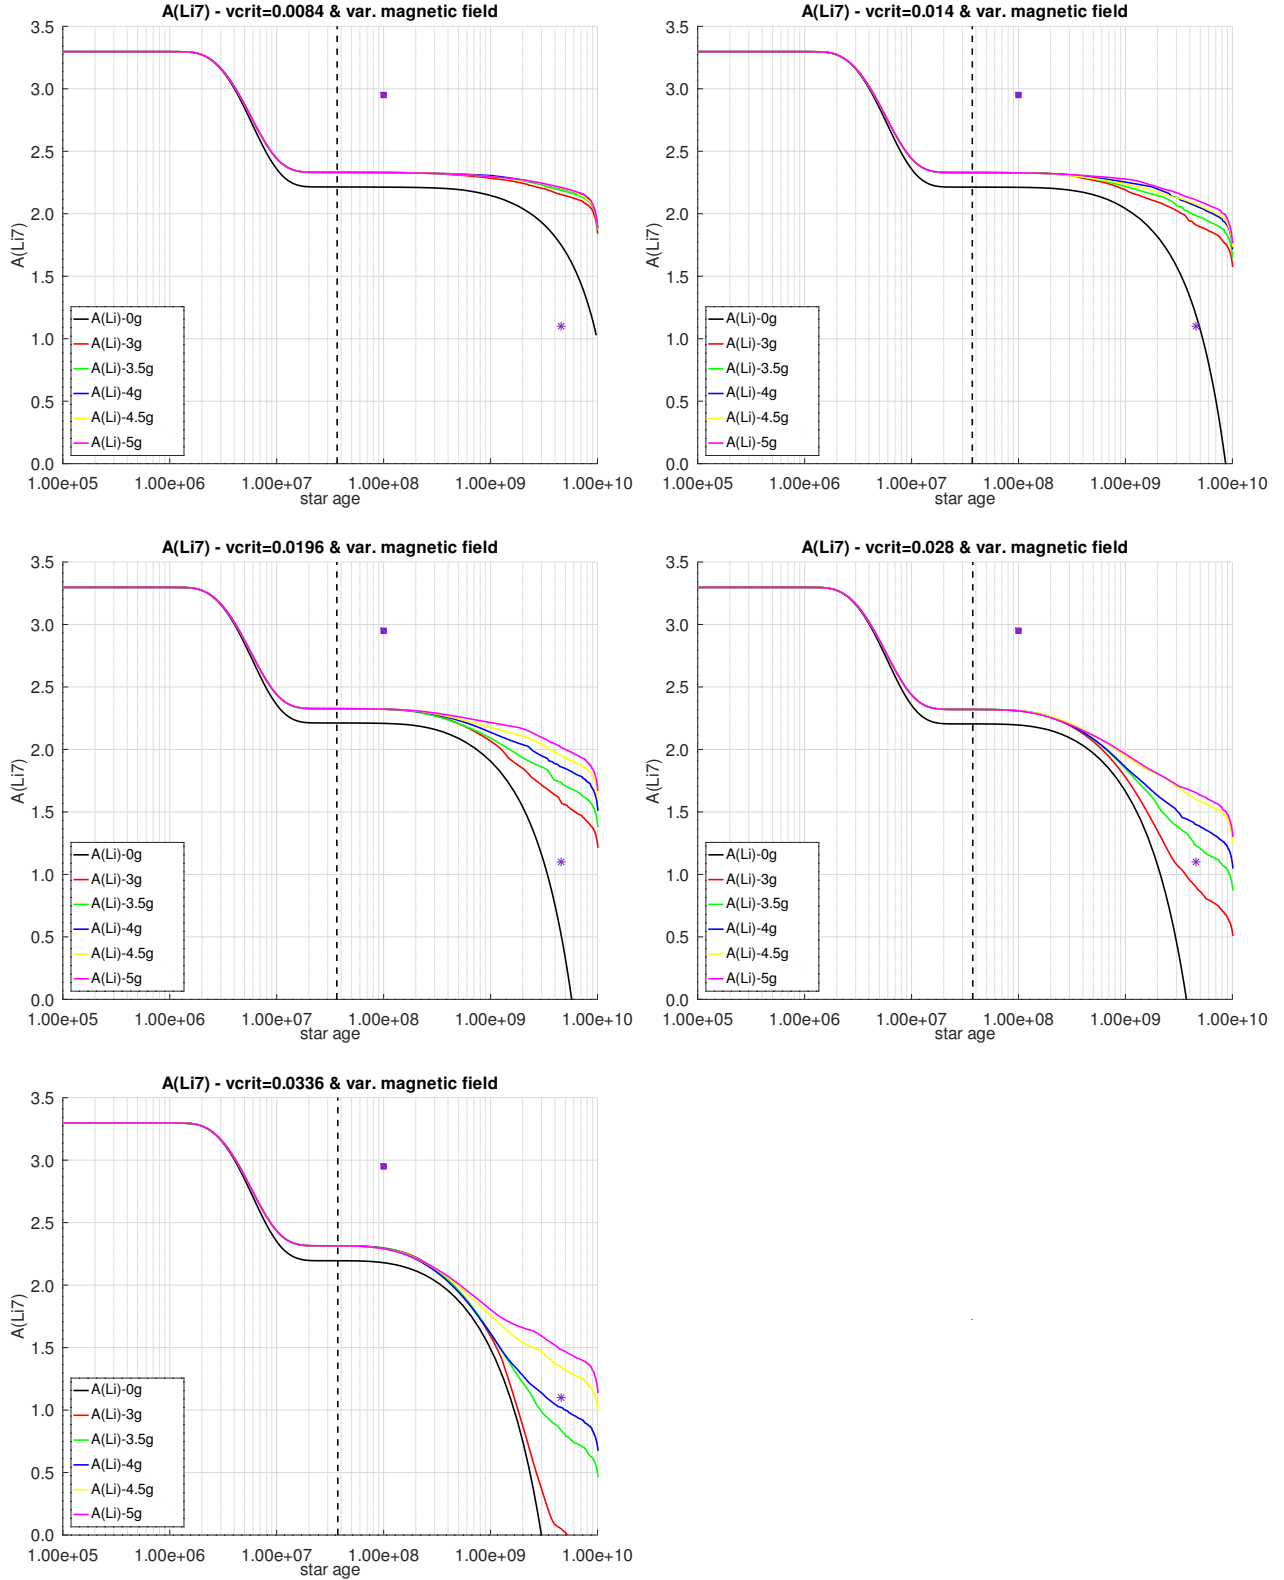 A(Li7) - vcrit=0.0084 & var. magnetic field
3.5
3.0
2.5
2.0
1.5
1.0
0.5
0.0
A(Li7)
A(Li)-0g
A(Li)-3g
A(Li)-3.5g
A(Li)-4g
A(Li)-4.5g
A(Li)-5g
1.00e+05 1.00e+06 1.00e+07 1.00e+08 1.00e+09 1.00e+10
star age
A(Li7) - vcrit=0.014 & var. magnetic field
3.5
3.0
2.5
2.0
1.5
1.0
0.5
0.0
A(Li7)
A(Li)-0g
A(Li)-3g
A(Li)-3.5g
A(Li)-4g
A(Li)-4.5g
A(Li)-5g
1.00e+05 1.00e+06 1.00e+07 1.00e+08 1.00e+09 1.00e+10
star age
A(Li7) - vcrit=0.0196 & var. magnetic field
3.5
3.0
2.5
2.0
1.5
1.0
0.5
0.0
A(Li7)
A(Li)-0g
A(Li)-3g
A(Li)-3.5g
A(Li)-4g
A(Li)-4.5g
A(Li)-5g
1.00e+05 1.00e+06 1.00e+07 1.00e+08 1.00e+09 1.00e+10
star age
A(Li7) - vcrit=0.028 & var. magnetic field
3.5
3.0
2.5
2.0
1.5
1.0
0.5
0.0
A(Li7)
A(Li)-0g
A(Li)-3g
A(Li)-3.5g
A(Li)-4g
A(Li)-4.5g
A(Li)-5g
1.00e+05 1.00e+06 1.00e+07 1.00e+08 1.00e+09 1.00e+10
star age
A(Li7) - vcrit=0.0336 & var. magnetic field
3.5
3.0
2.5
2.0
1.5
1.0
0.5
0.0
A(Li7)
A(Li)-0g
A(Li)-3g
A(Li)-3.5g
A(Li)-4g
A(Li)-4.5g
A(Li)-5g
1.00e+05 1.00e+06 1.00e+07 1.00e+08 1.00e+09 1.00e+10
star age